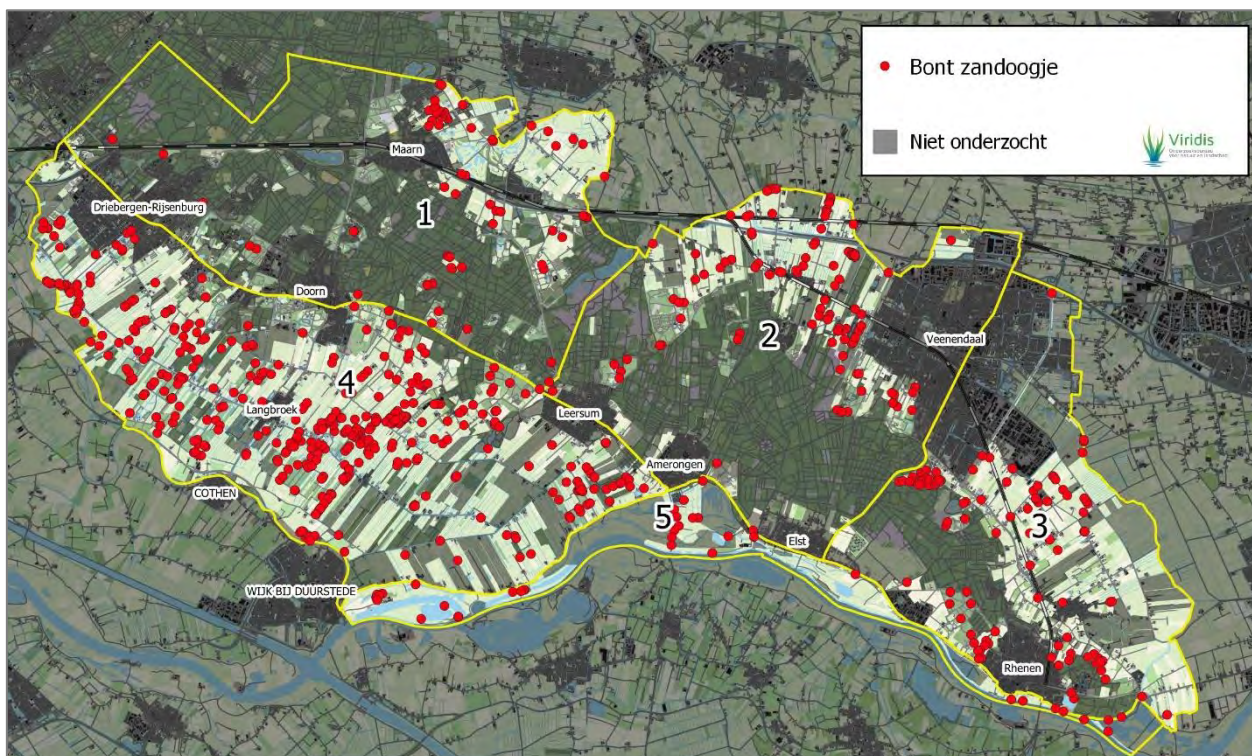 Bont zandoogje
Niet onderzocht
Viridis
Maarn
1
Driebergen-Rijsenburg
Doorn
2
Veenendaal
4
Langbroek
Leersum
Amerongen
COTHEN
5
3
Elst
WIJK BIJ DUURSTEDE
Rhenen